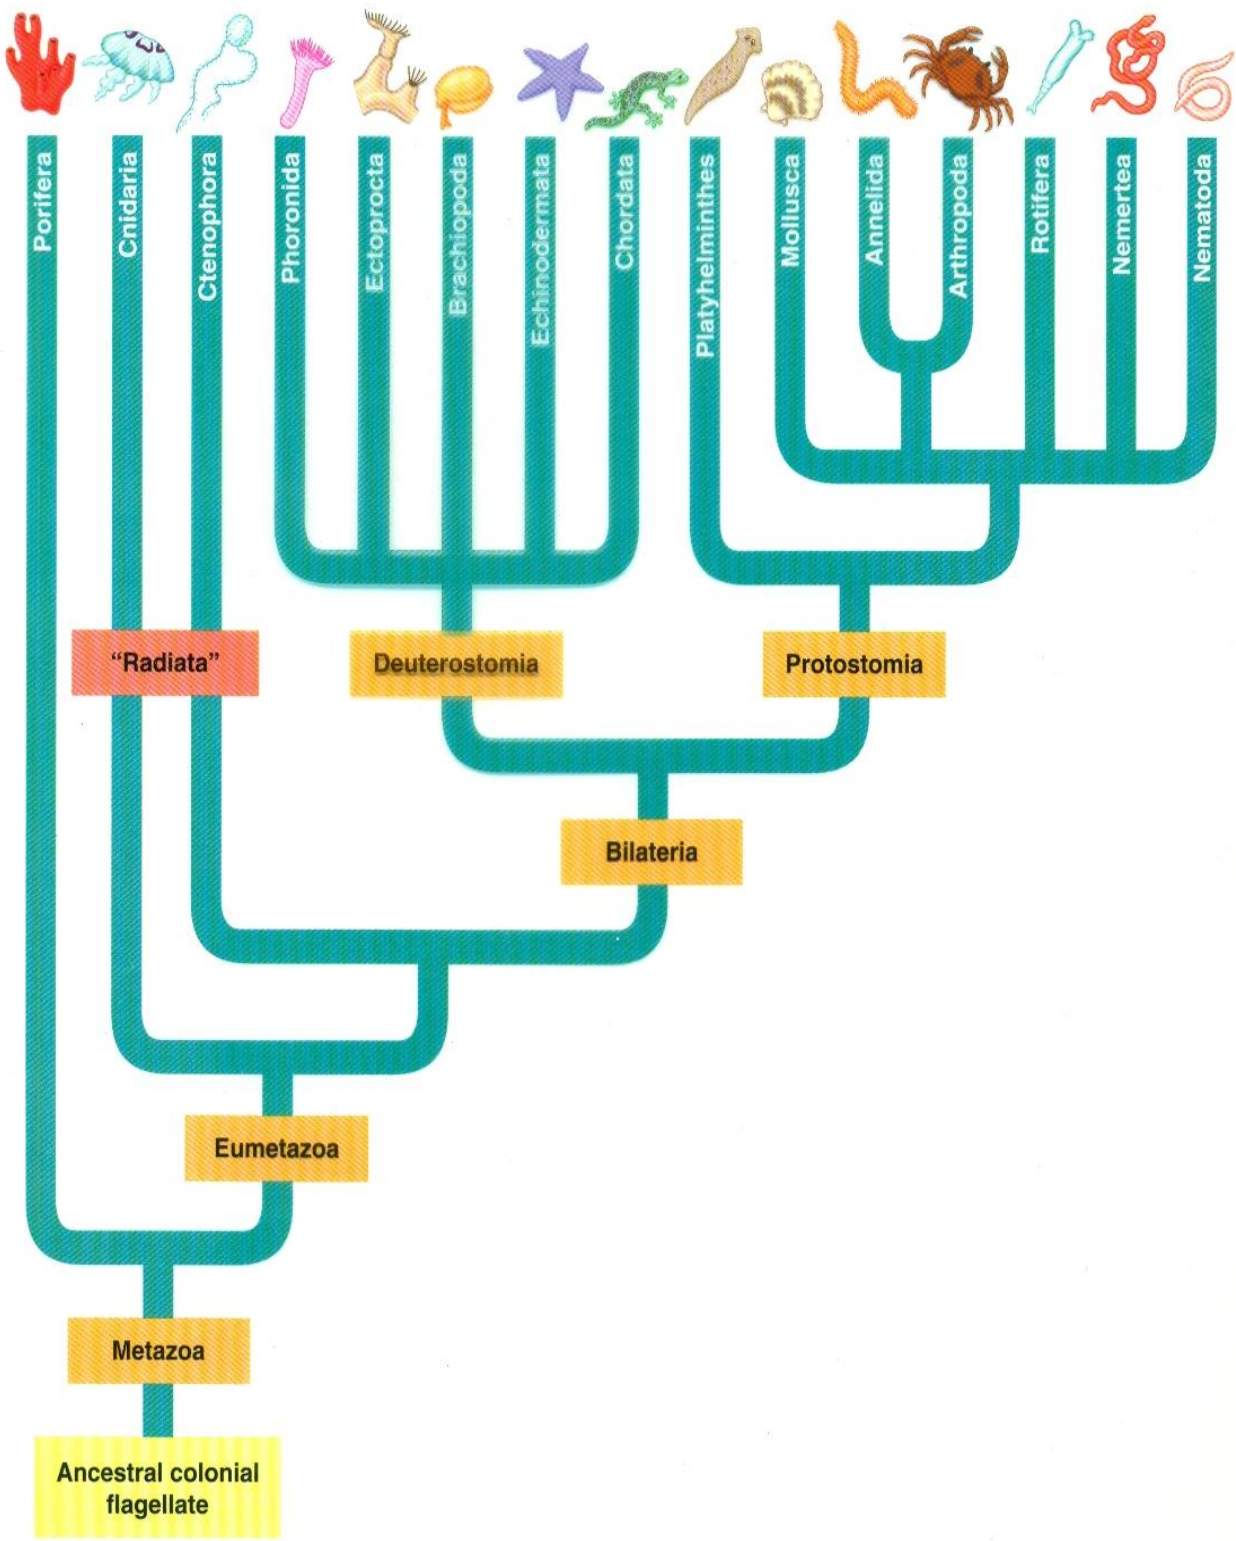 Porifera
Cnidaria
Ctenophora
Phoronida
Ectoprocta
Brachiopoda
Echinodermata
Chordata
Platyhelminthes
Mollusca
Annelida
Arthropoda
Rotifera
Nemertea
Nematoda
“Radiata”
Deuterostomia
Protostomia
Bilateria
Eumetazoa
Metazoa
Ancestral colonial
flagellate